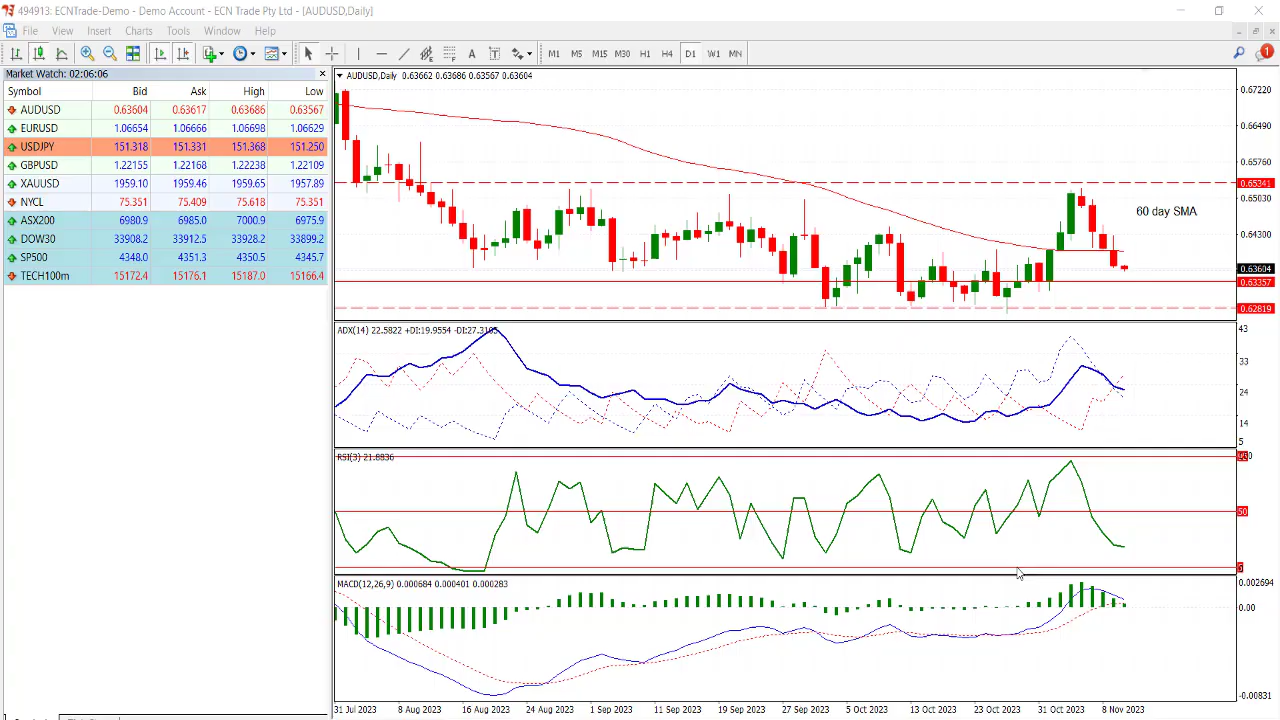 494913: ECNTrade-Demo - Demo Account - ECN Trade Pty Ltd - [AUDUSD,Daily]
File View Insert Charts Tools Window Help
M1 M5 M15 M30 H1 H4 D1 W1 MN 1
Market Watch: 02:06:06
Symbol Bid Ask High Low
AUDUSD 0.63604 0.63617 0.63686 0.63567
EURUSD 1.06654 1.06666 1.06698 1.06629
USDJPY 151.318 151.331 151.368 151.250
GBPUSD 1.22155 1.22168 1.22238 1.22109
XAUUSD 1959.10 1959.46 1959.65 1957.89
NYCL 75.351 75.409 75.618 75.351
ASX200 6980.9 6985.0 7000.9 6975.9
DOW30 33908.2 33912.5 33928.2 33899.2
SP500 4348.0 4351.3 4350.5 4345.7
TECH100m 15172.4 15176.1 15187.0 15166.4
AUDUSD,Daily 0.63662 0.63686 0.63567 0.63604
0.67220
0.66490
0.65760
0.65341
0.65030
60 day SMA
0.64300
0.63604
0.63357
0.62819
ADX(14) 22.5822 +DI:19.9554 -DI:27.3105
43
33
24
14
5
RSI(3) 21.8836
50
5
MACD(12,26,9) 0.000684 0.000401 0.000283
0.002694
0.00
-0.00831
31 Jul 2023 8 Aug 2023 16 Aug 2023 24 Aug 2023 1 Sep 2023 11 Sep 2023 19 Sep 2023 27 Sep 2023 5 Oct 2023 13 Oct 2023 23 Oct 2023 31 Oct 2023 8 Nov 2023